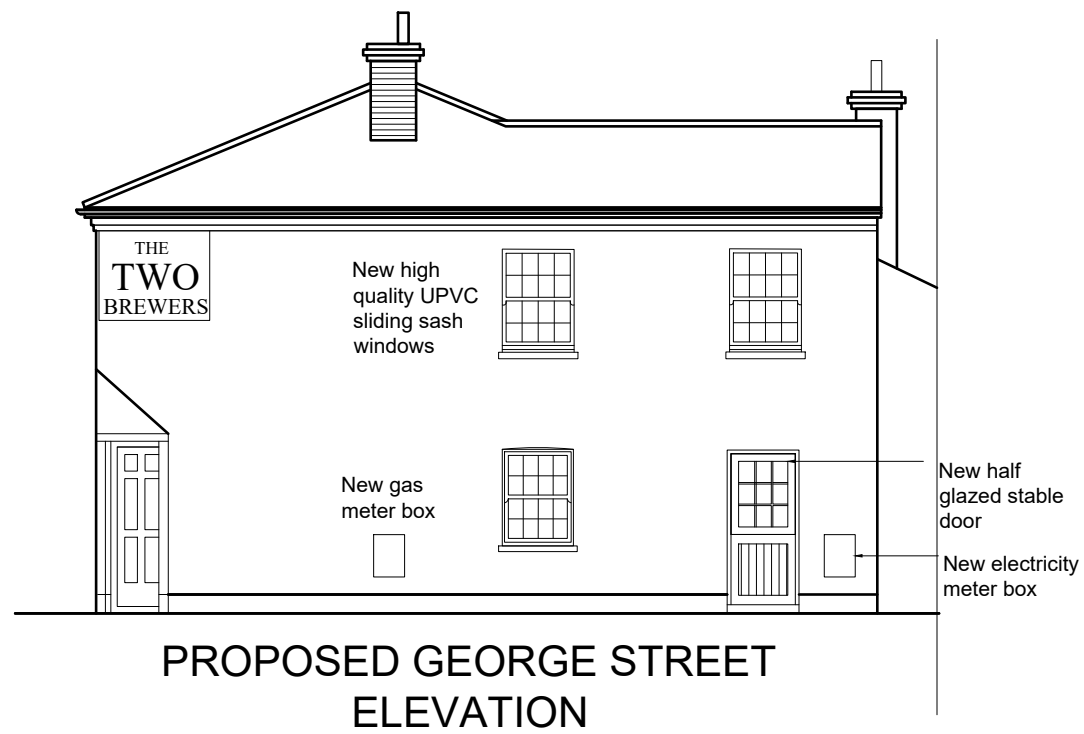 THE
TWO
BREWERS
New high
quality UPVC
sliding sash
windows
New gas
meter box
New half
glazed stable
door
New electricity
meter box
PROPOSED GEORGE STREET
ELEVATION